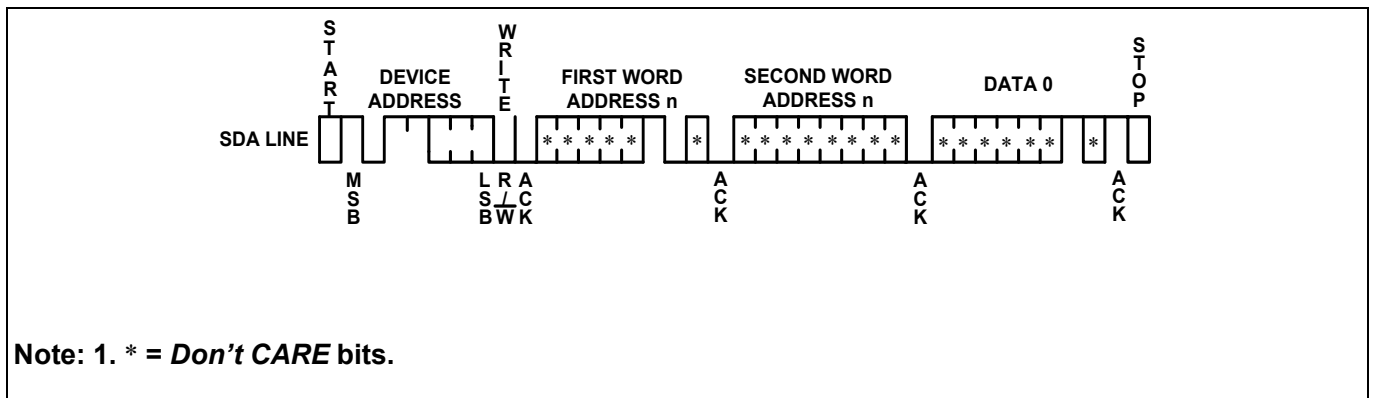 START
WRITE
STOP
DEVICE
ADDRESS
FIRST WORD
ADDRESS n
SECOND WORD
ADDRESS n
DATA 0
SDA LINE
* * * * *
*
* * * * * * * *
* * * * * *
*
MSB
LSB
R/W
ACK
ACK
ACK
ACK
Note: 1. * = Don't CARE bits.